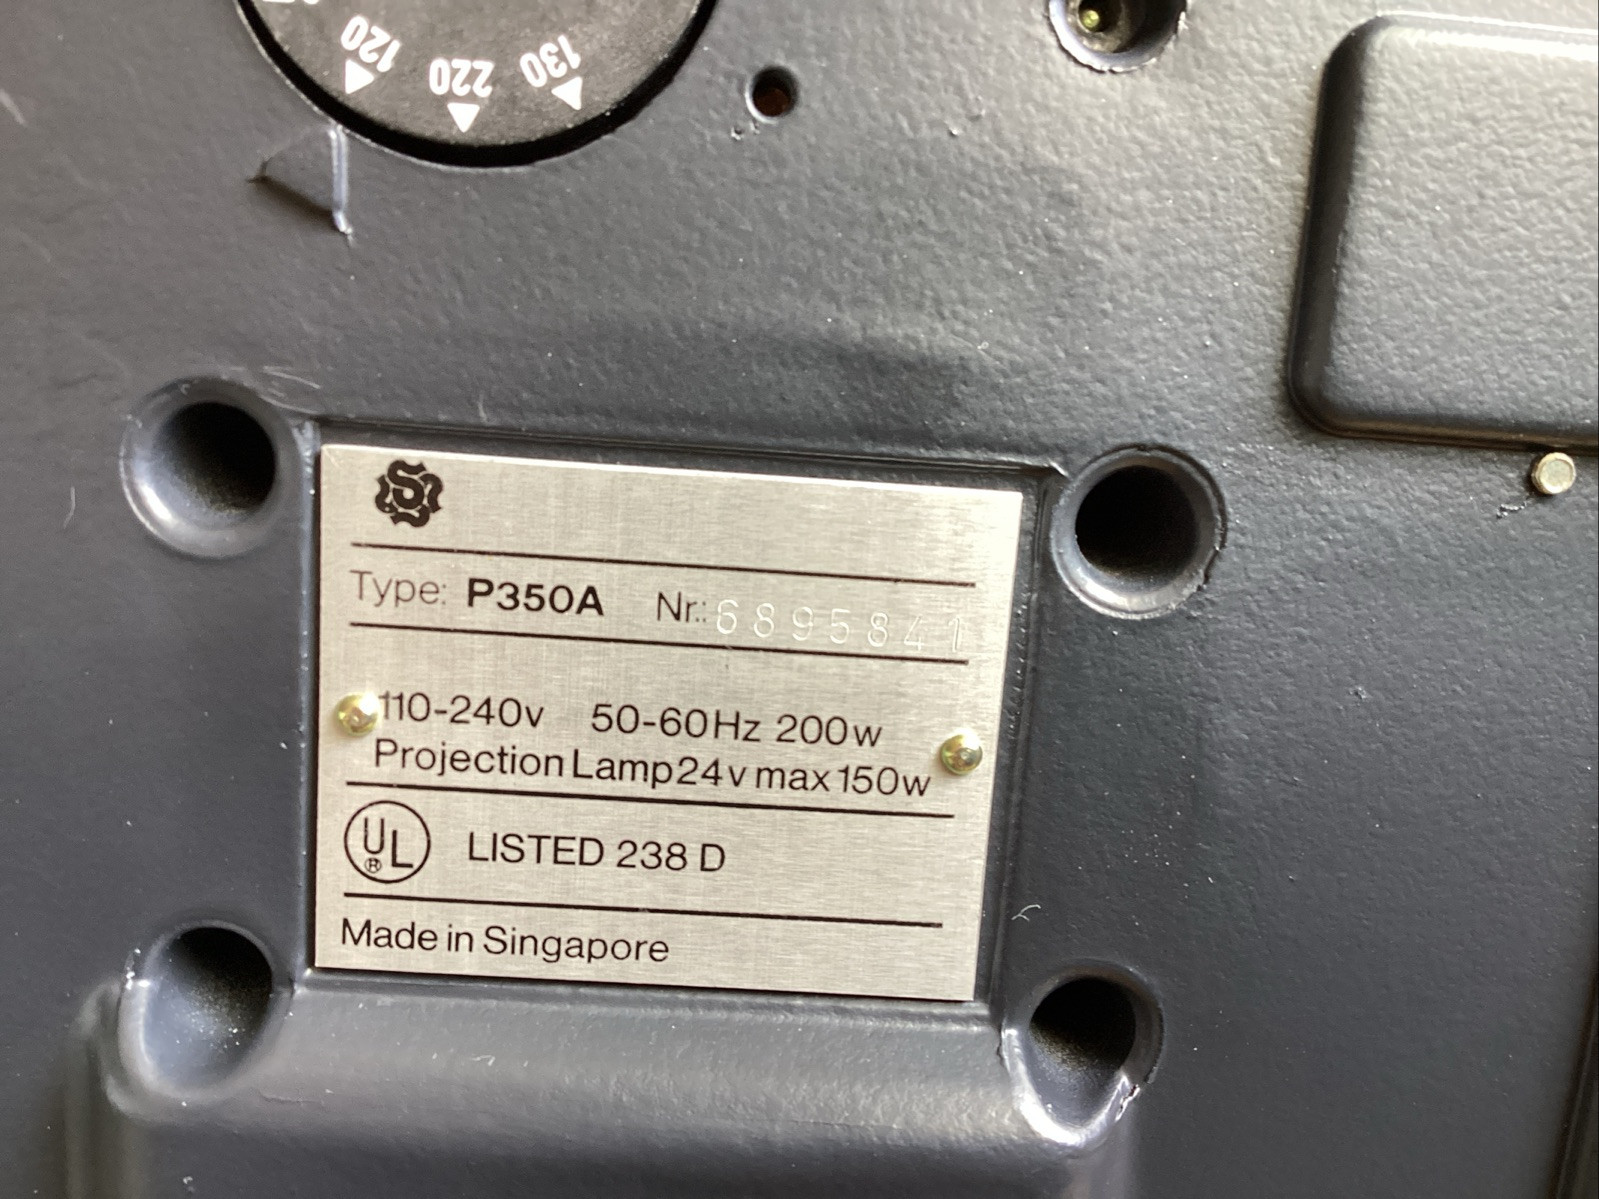 120 220 130
S
Type: P350A Nr.: 6895841
110-240v 50-60Hz 200w
Projection Lamp 24v max 150w
UL® LISTED 238 D
Made in Singapore